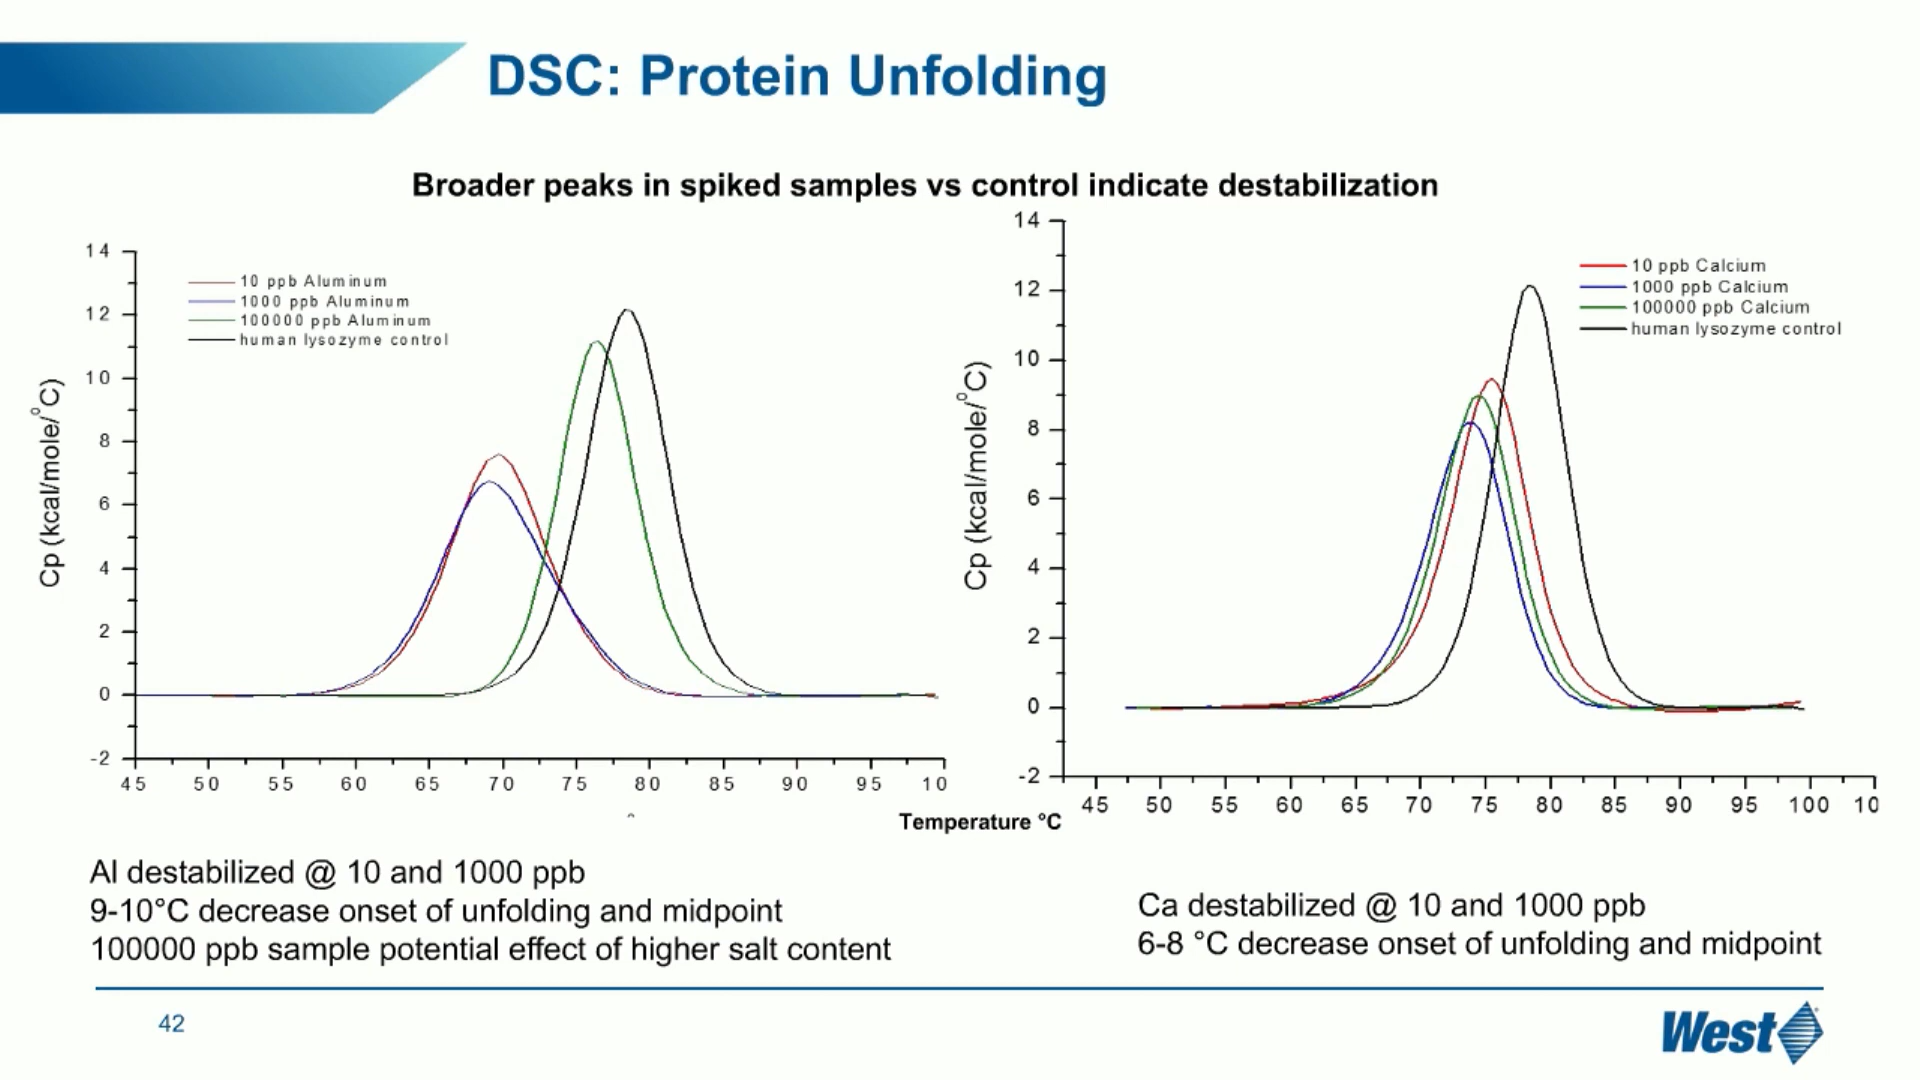 DSC: Protein Unfolding
Broader peaks in spiked samples vs control indicate destabilization
14
12
10
8
6
4
2
0
-2
Cp (kcal/mole/°C)
10 ppb Aluminum
1000 ppb Aluminum
100000 ppb Aluminum
human lysozyme control
45 50 55 60 65 70 75 80 85 90 95 10
14
12
10
8
6
4
2
0
-2
Cp (kcal/mole/°C)
10 ppb Calcium
1000 ppb Calcium
100000 ppb Calcium
human lysozyme control
45 50 55 60 65 70 75 80 85 90 95 100 10
Temperature °C
Al destabilized @ 10 and 1000 ppb
9-10°C decrease onset of unfolding and midpoint
100000 ppb sample potential effect of higher salt content
Ca destabilized @ 10 and 1000 ppb
6-8 °C decrease onset of unfolding and midpoint
42
West